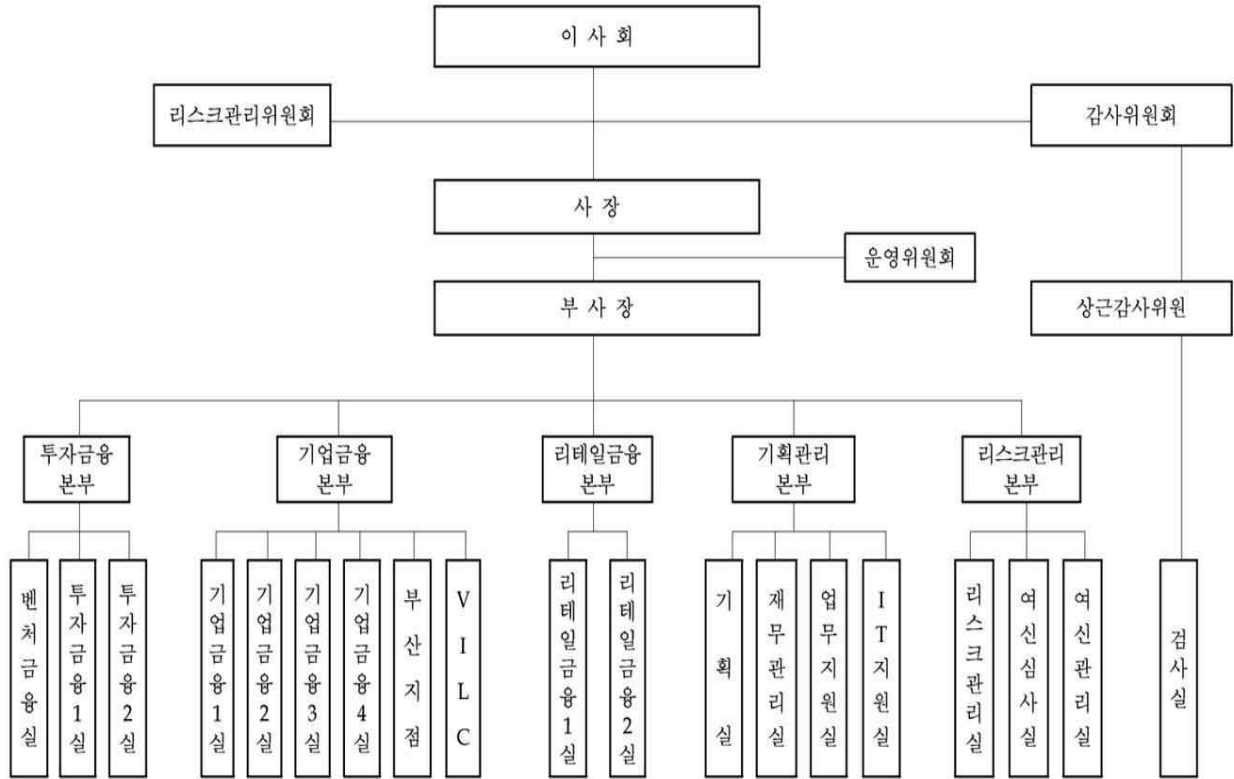 이 사 회
리스크관리위원회
감사위원회
사 장
운영위원회
부 사 장
상근감사위원
투자금융
본부
기업금융
본부
리테일금융
본부
기획관리
본부
리스크관리
본부
벤처금융실
투자금융1실
투자금융2실
기업금융1실
기업금융2실
기업금융3실
기업금융4실
부산지점
VILC
리테일금융1실
리테일금융2실
기획실
재무관리실
업무지원실
IT지원실
리스크관리실
여신심사실
여신관리실
검사실